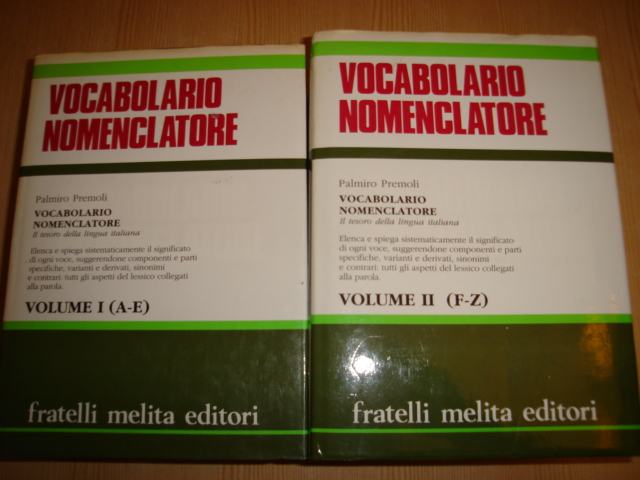 VOCABOLARIO
NOMENCLATORE
Palmiro Premoli
VOCABOLARIO
NOMENCLATORE
Il tesoro della lingua italiana
Elenca e spiega sistematicamente il significato
di ogni voce, suggerendone componenti e parti
specifiche, varianti e derivati, sinonimi
e contrari: tutti gli aspetti del lessico collegati
alla parola.
VOLUME I (A-E)
fratelli melita editori
VOCABOLARIO
NOMENCLATORE
Palmiro Premoli
VOCABOLARIO
NOMENCLATORE
Il tesoro della lingua italiana
Elenca e spiega sistematicamente il significato
di ogni voce, suggerendone componenti e parti
specifiche, varianti e derivati, sinonimi
e contrari: tutti gli aspetti del lessico collegati
alla parola.
VOLUME II (F-Z)
fratelli melita editori